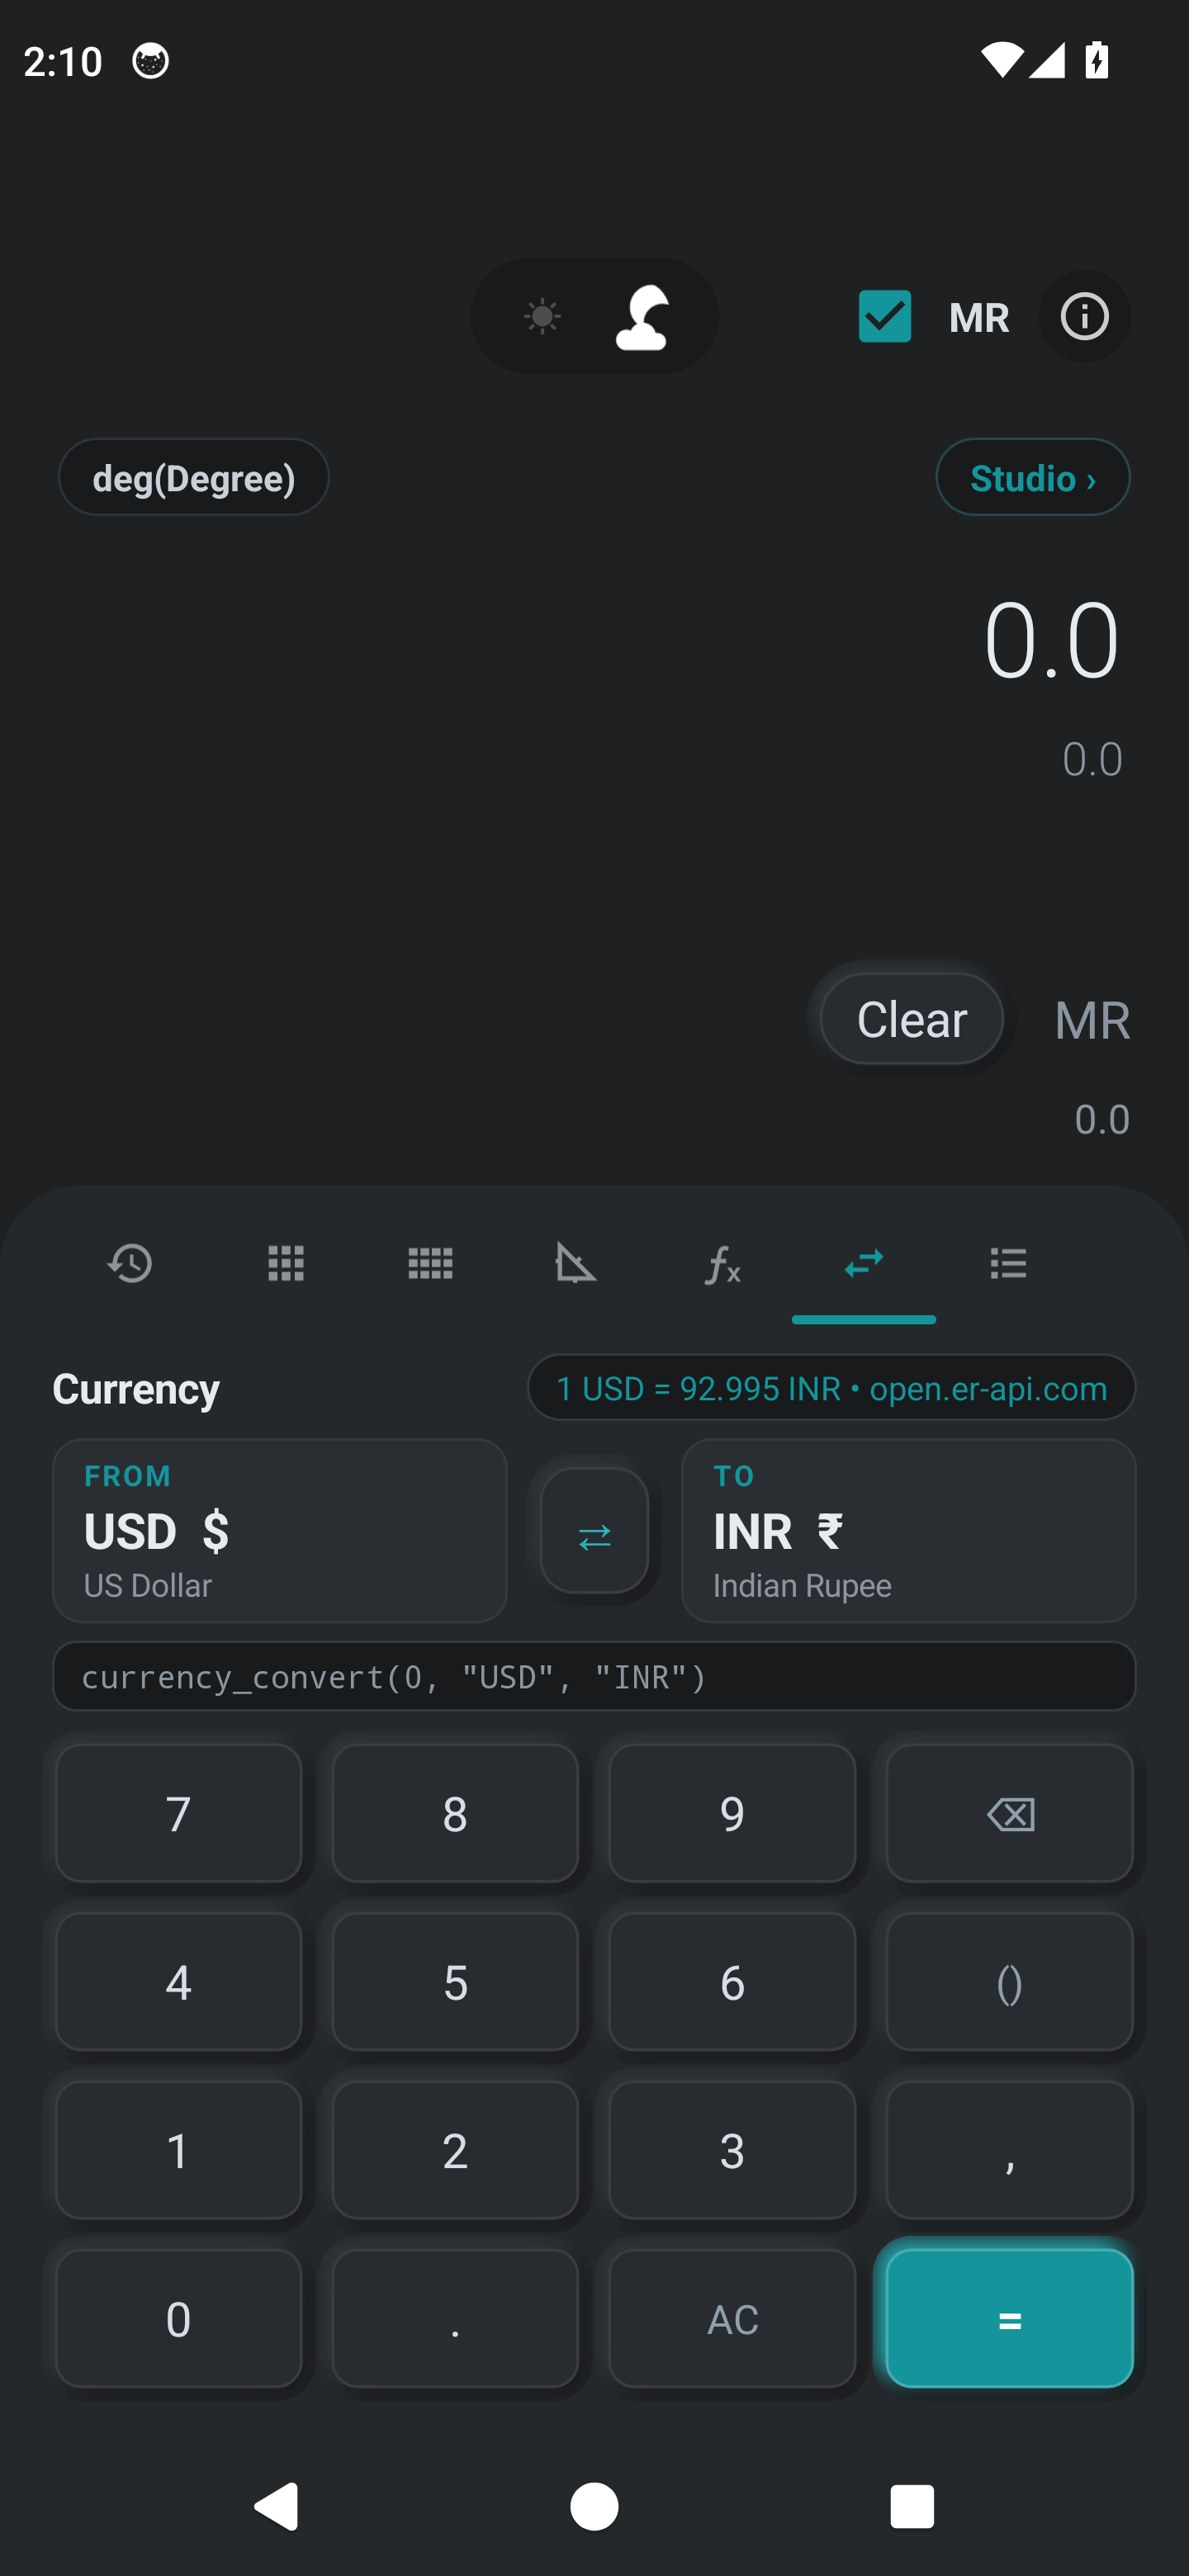 2:10
MR
deg(Degree)
Studio ›
0.0
0.0
Clear
MR
0.0
fx
Currency
1 USD = 92.995 INR • open.er-api.com
FROM
USD $
US Dollar
⇄
TO
INR ₹
Indian Rupee
currency_convert(0, "USD", "INR")
7 8 9 ⌫
4 5 6 ()
1 2 3 ,
0 . AC =